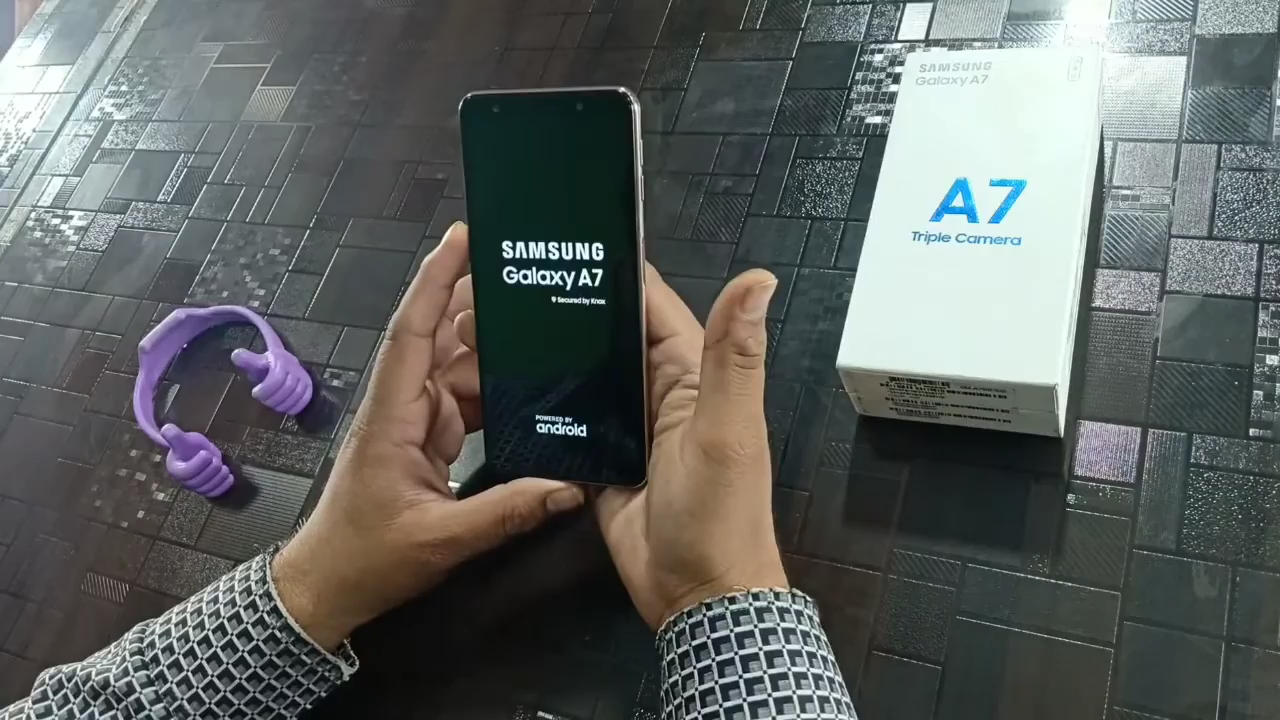 SAMSUNG
Galaxy A7
Secured by Knox
POWERED BY
android
SAMSUNG
Galaxy A7
A7
Triple Camera